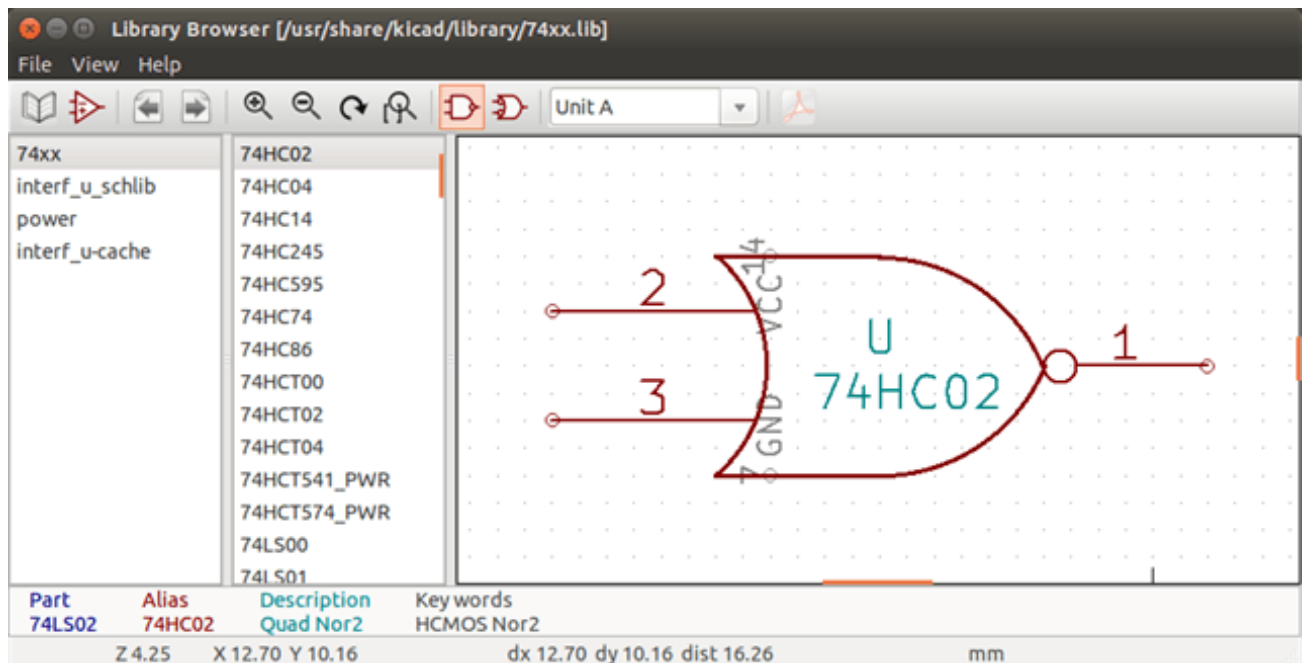 Library Browser [/usr/share/kicad/library/74xx.lib]
File View Help
Unit A
74xx
interf_u_schlib
power
interf_u-cache
74HC02
74HC04
74HC14
74HC245
74HC595
74HC74
74HC86
74HCT00
74HCT02
74HCT04
74HCT541_PWR
74HCT574_PWR
74LS00
74LS01
14
VCC
2
3
GND
7
U
74HC02
1
Part Alias Description Key words
74LS02 74HC02 Quad Nor2 HCMOS Nor2
Z 4.25 X 12.70 Y 10.16 dx 12.70 dy 10.16 dist 16.26 mm